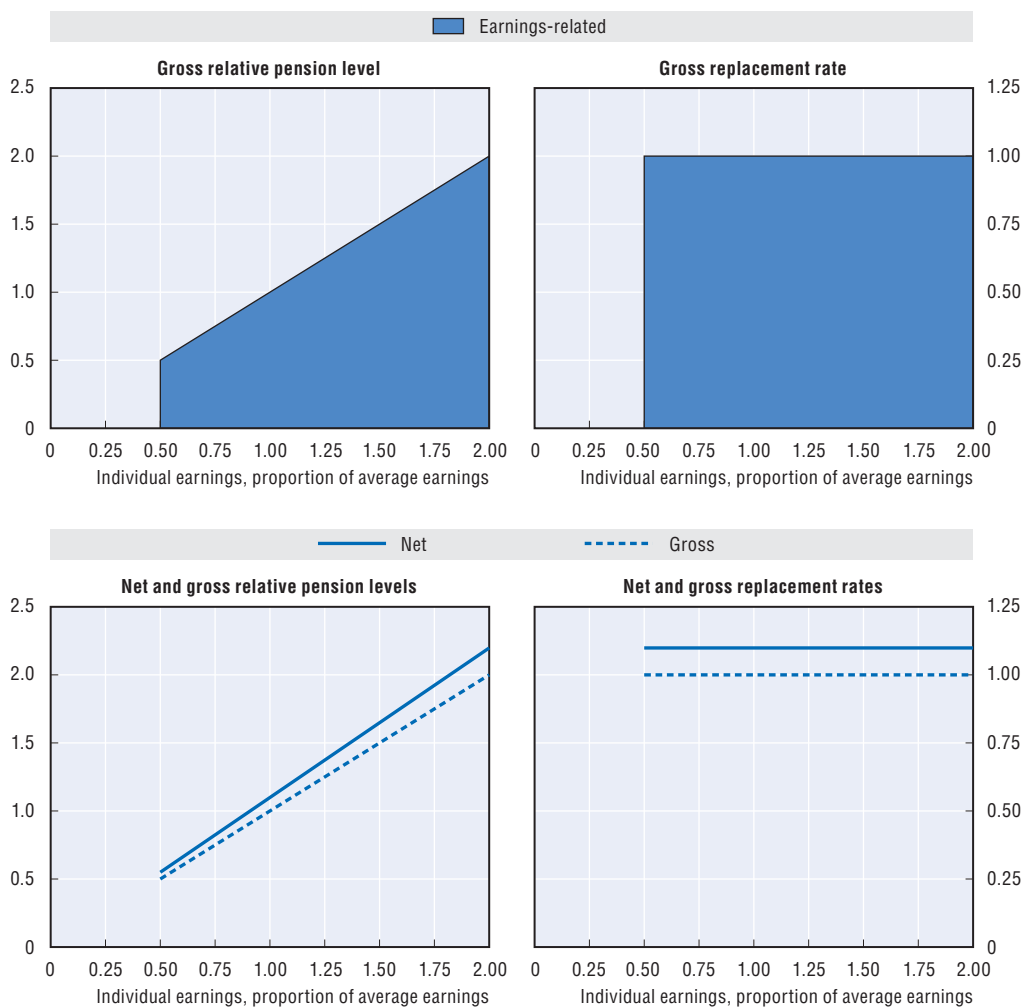 Earnings-related
Gross relative pension level
2.5
2.0
1.5
1.0
0.5
0
0 0.25 0.50 0.75 1.00 1.25 1.50 1.75 2.00
Individual earnings, proportion of average earnings
Gross replacement rate
1.25
1.00
0.75
0.50
0.25
0
0 0.25 0.50 0.75 1.00 1.25 1.50 1.75 2.00
Individual earnings, proportion of average earnings
Net Gross
Net and gross relative pension levels
2.5
2.0
1.5
1.0
0.5
0
0 0.25 0.50 0.75 1.00 1.25 1.50 1.75 2.00
Individual earnings, proportion of average earnings
Net and gross replacement rates
1.25
1.00
0.75
0.50
0.25
0
0 0.25 0.50 0.75 1.00 1.25 1.50 1.75 2.00
Individual earnings, proportion of average earnings